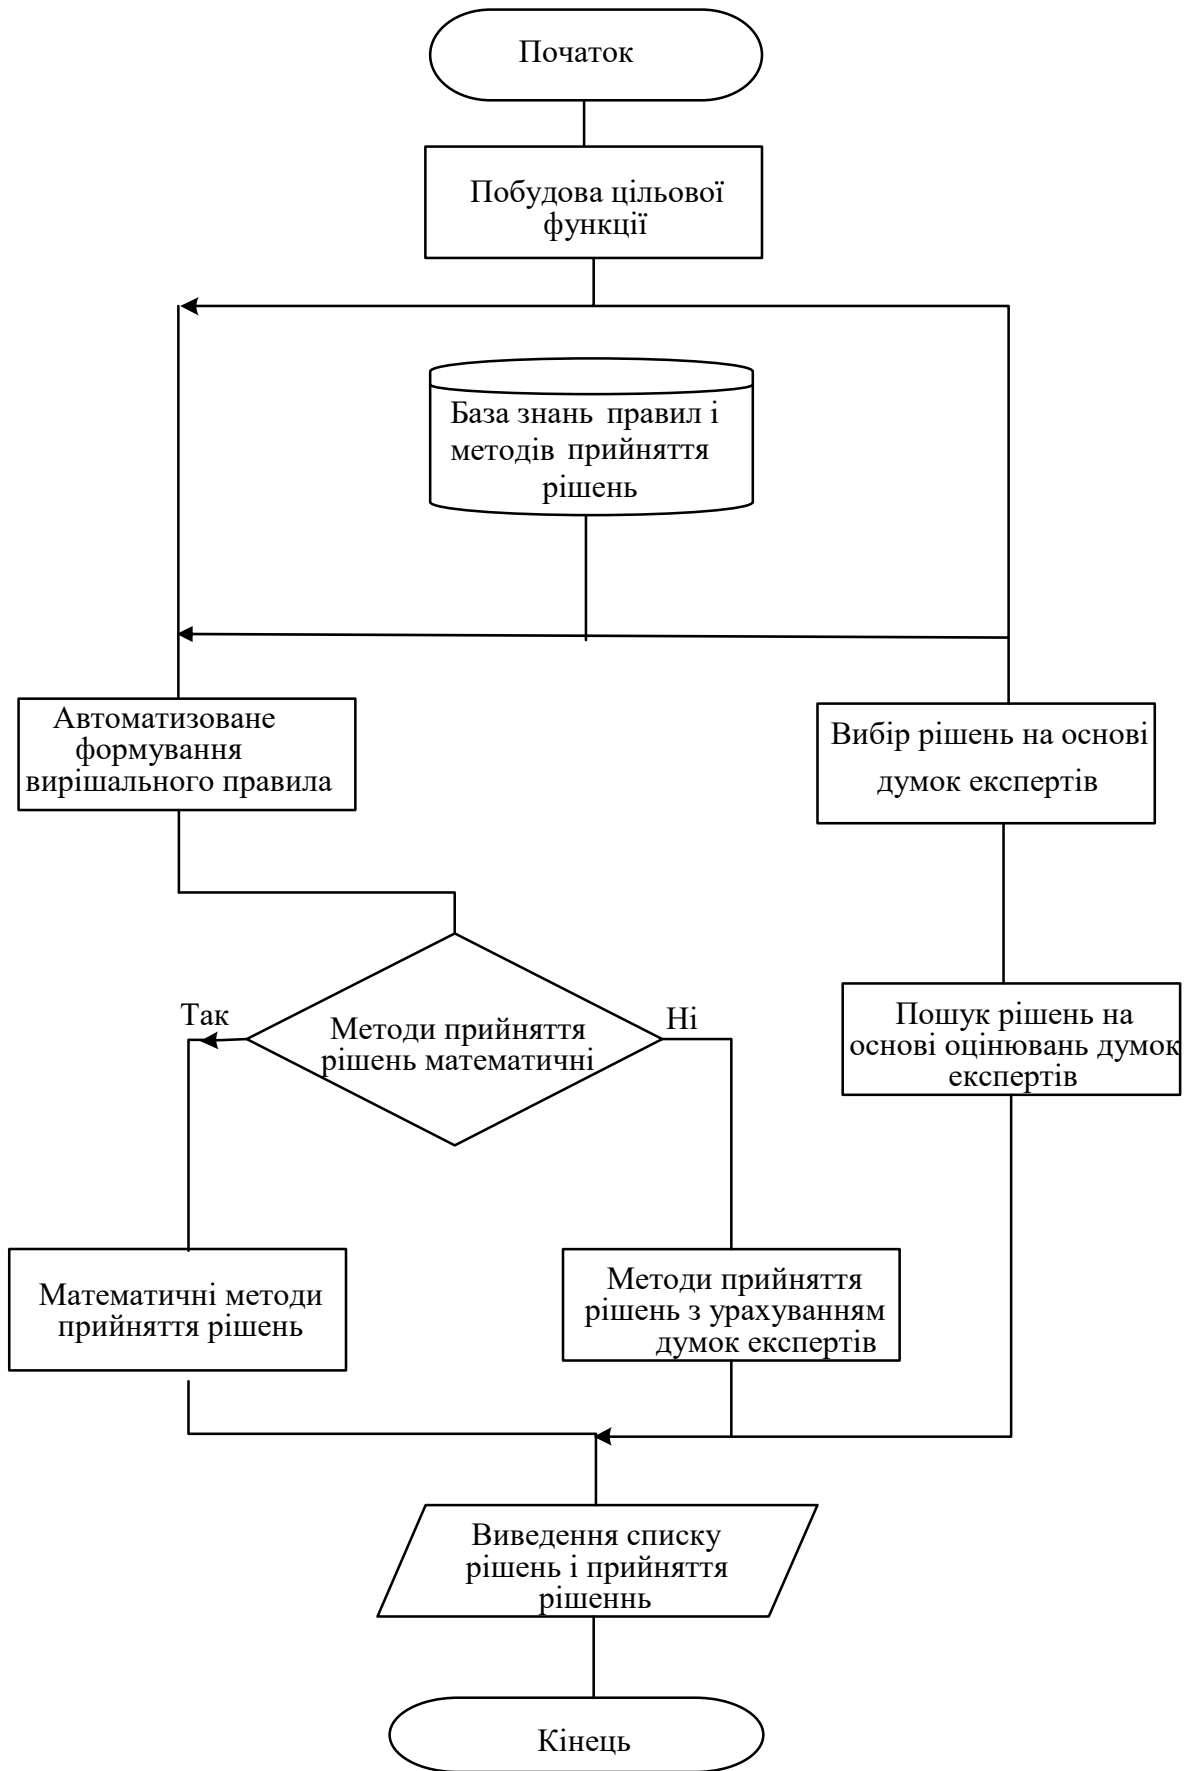 Початок
Побудова цільової
функції
База знань правил і
методів прийняття
рішень
Автоматизоване
формування
вирішального правила
Вибір рішень на основі
думок експертів
Так
Методи прийняття
рішень математичні
Ні
Пошук рішень на
основі оцінювань думок
експертів
Математичні методи
прийняття рішень
Методи прийняття
рішень з урахуванням
думок експертів
Виведення списку
рішень і прийняття
рішеннь
Кінець